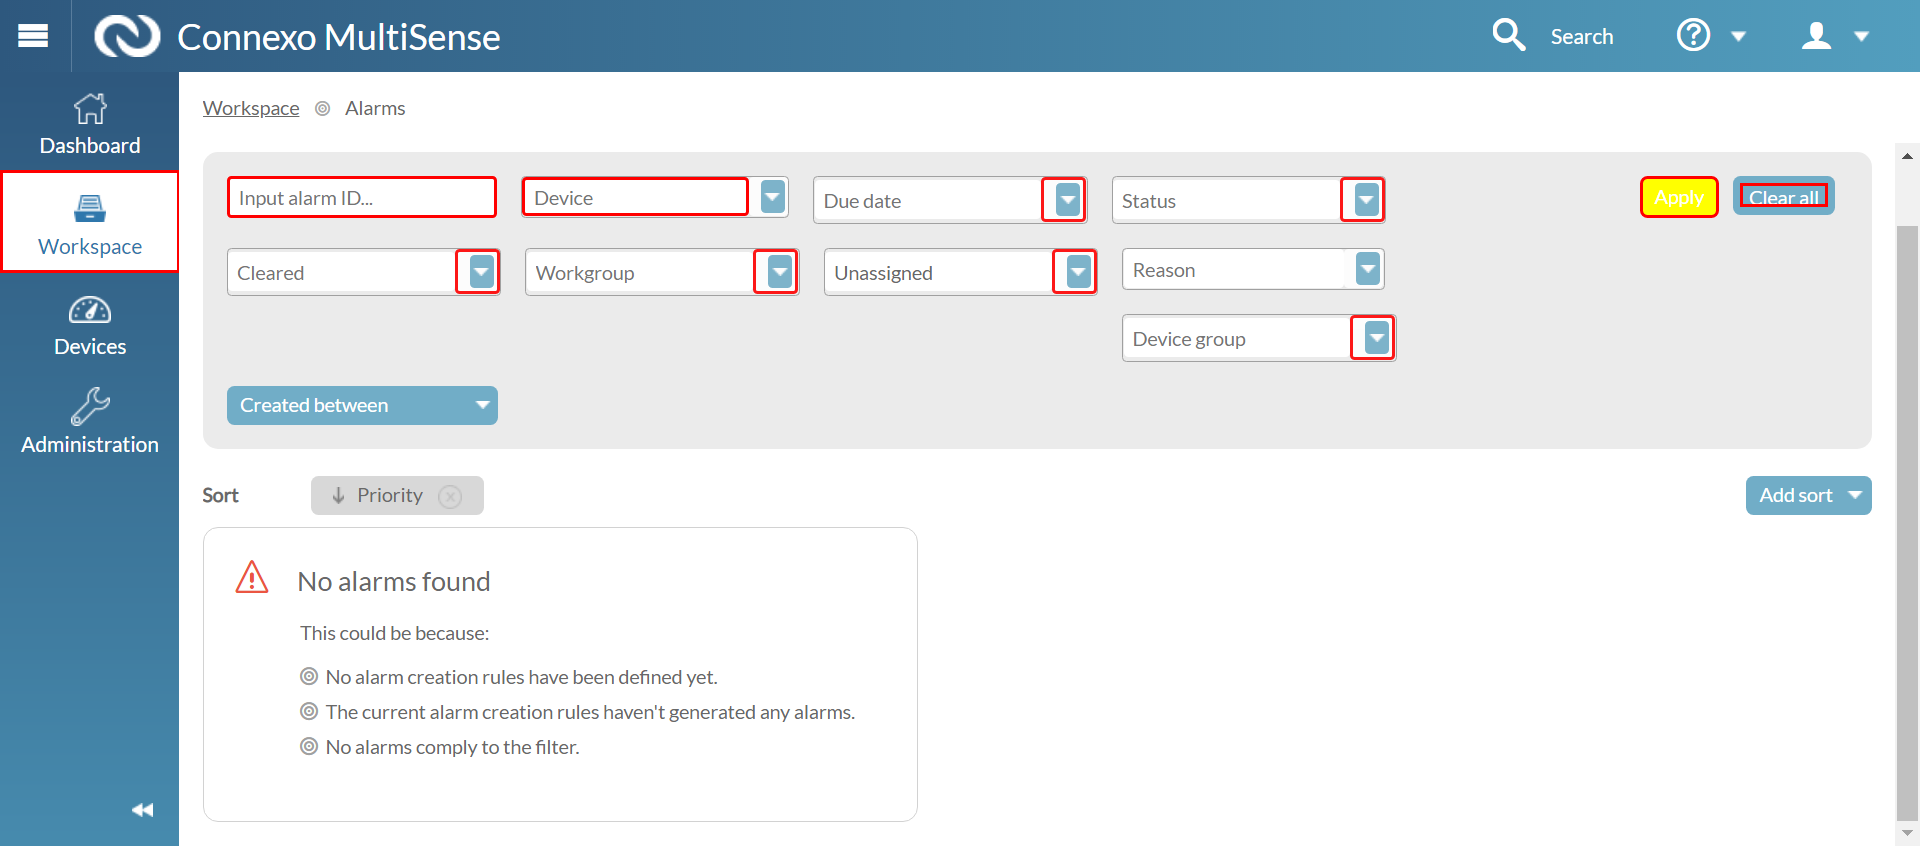 Connexo MultiSense
Search
Dashboard
Workspace
Devices
Administration
Workspace Alarms
Input alarm ID... Device Due date Status Apply Clear all
Cleared Workgroup Unassigned Reason
Device group
Created between
Sort Priority Add sort
No alarms found
This could be because:
No alarm creation rules have been defined yet.
The current alarm creation rules haven't generated any alarms.
No alarms comply to the filter.